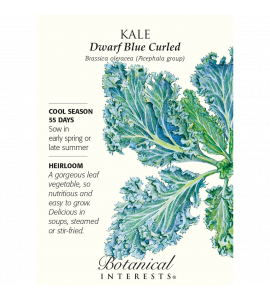 KALE
Dwarf Blue Curled
Brassica oleracea (Acephala group)
COOL SEASON
55 DAYS
Sow in
early spring or
late summer
HEIRLOOM
A gorgeous leaf
vegetable, so
nutritious and
easy to grow.
Delicious in
soups, steamed
or stir-fried.
Botanical
INTERESTS®